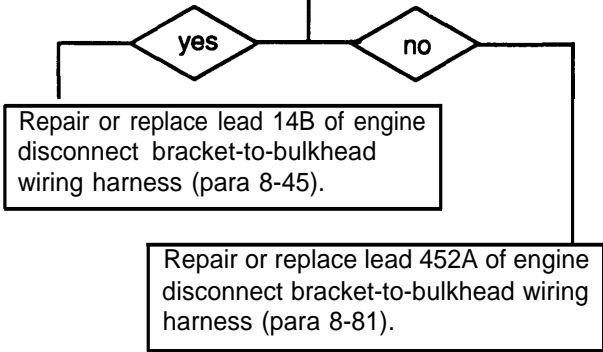 yes
no
Repair or replace lead 14B of engine
disconnect bracket-to-bulkhead
wiring harness (para 8-45).
Repair or replace lead 452A of engine
disconnect bracket-to-bulkhead wiring
harness (para 8-81).